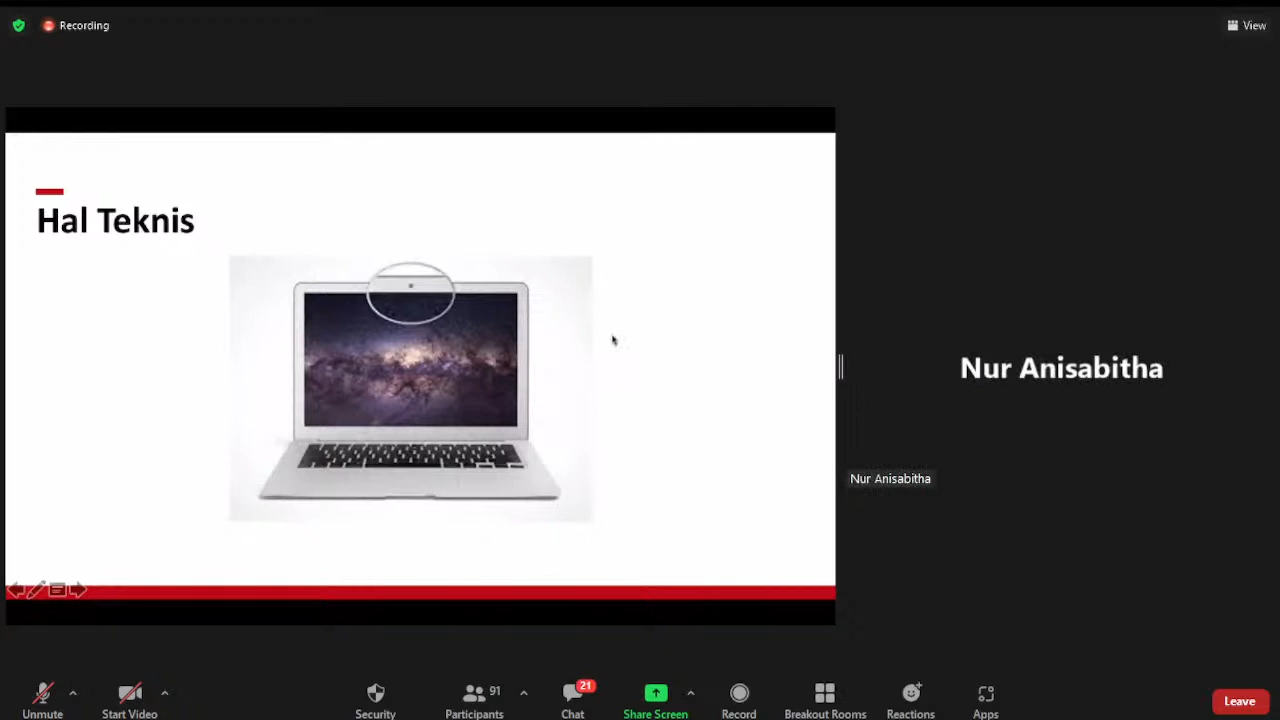 Recording
View
Hal Teknis
Nur Anisabitha
Nur Anisabitha
91
21
Unmute
Start Video
Security
Participants
Chat
Share Screen
Record
Breakout Rooms
Reactions
Apps
Leave